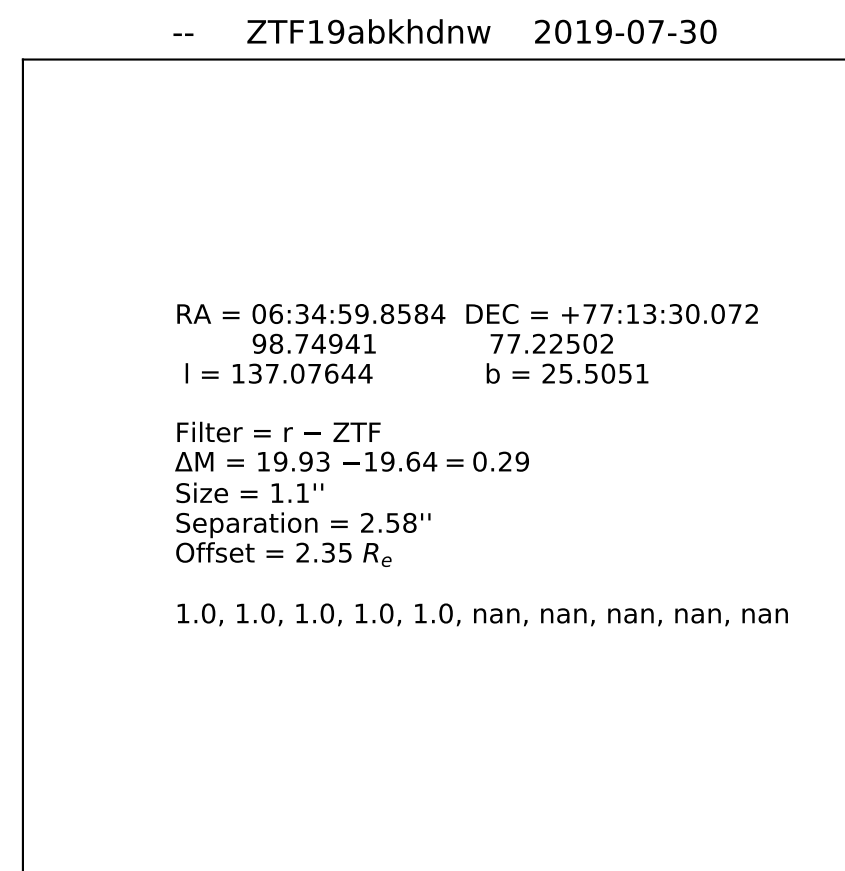 -- ZTF19abkhdnw 2019-07-30
RA = 06:34:59.8584 DEC = +77:13:30.072
98.74941 77.22502
l = 137.07644 b = 25.5051
Filter = r − ZTF
ΔM = 19.93 −19.64 = 0.29
Size = 1.1''
Separation = 2.58''
Offset = 2.35 Rₑ
1.0, 1.0, 1.0, 1.0, 1.0, nan, nan, nan, nan, nan